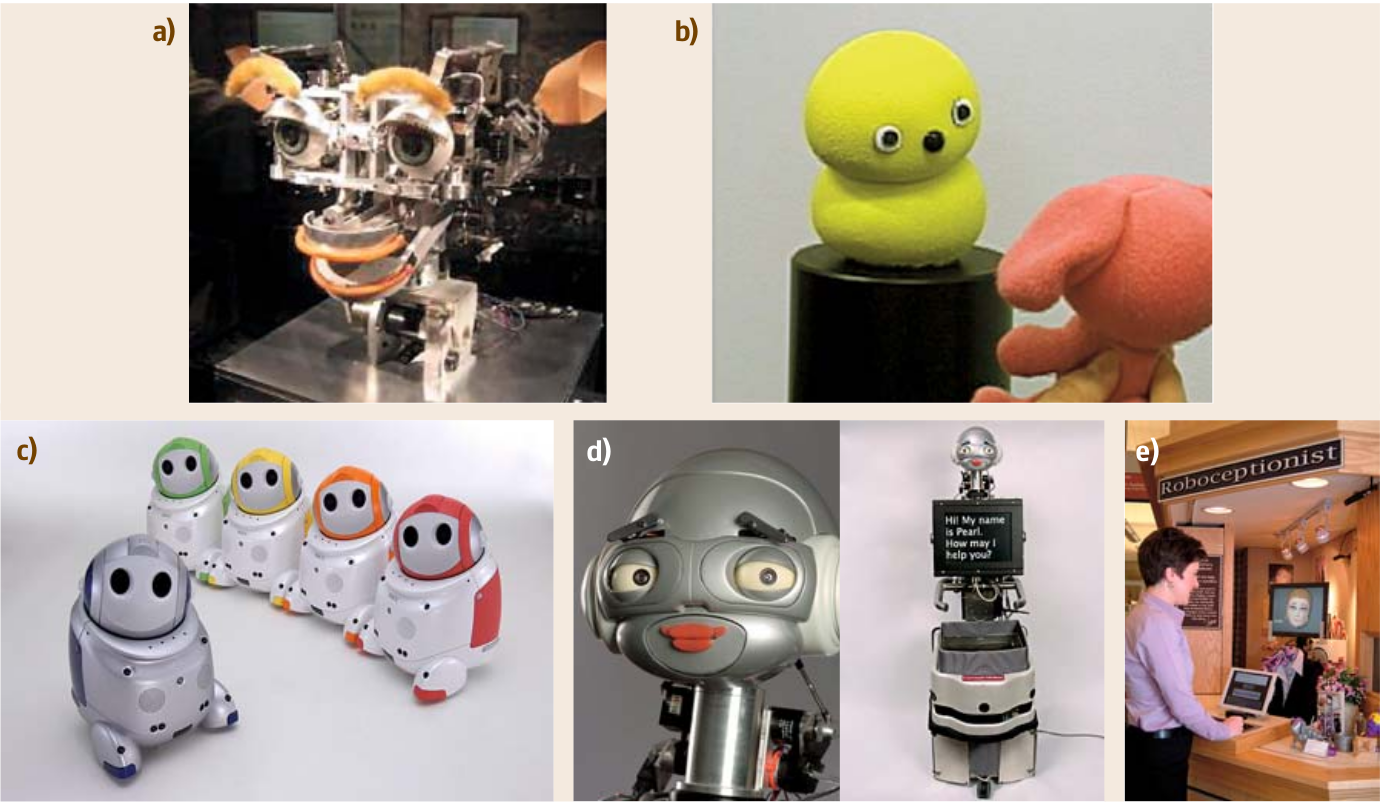 a)
b)
c)
d)
Hi! My name
is Pearl.
How may I
help you?
e)
Roboceptionist